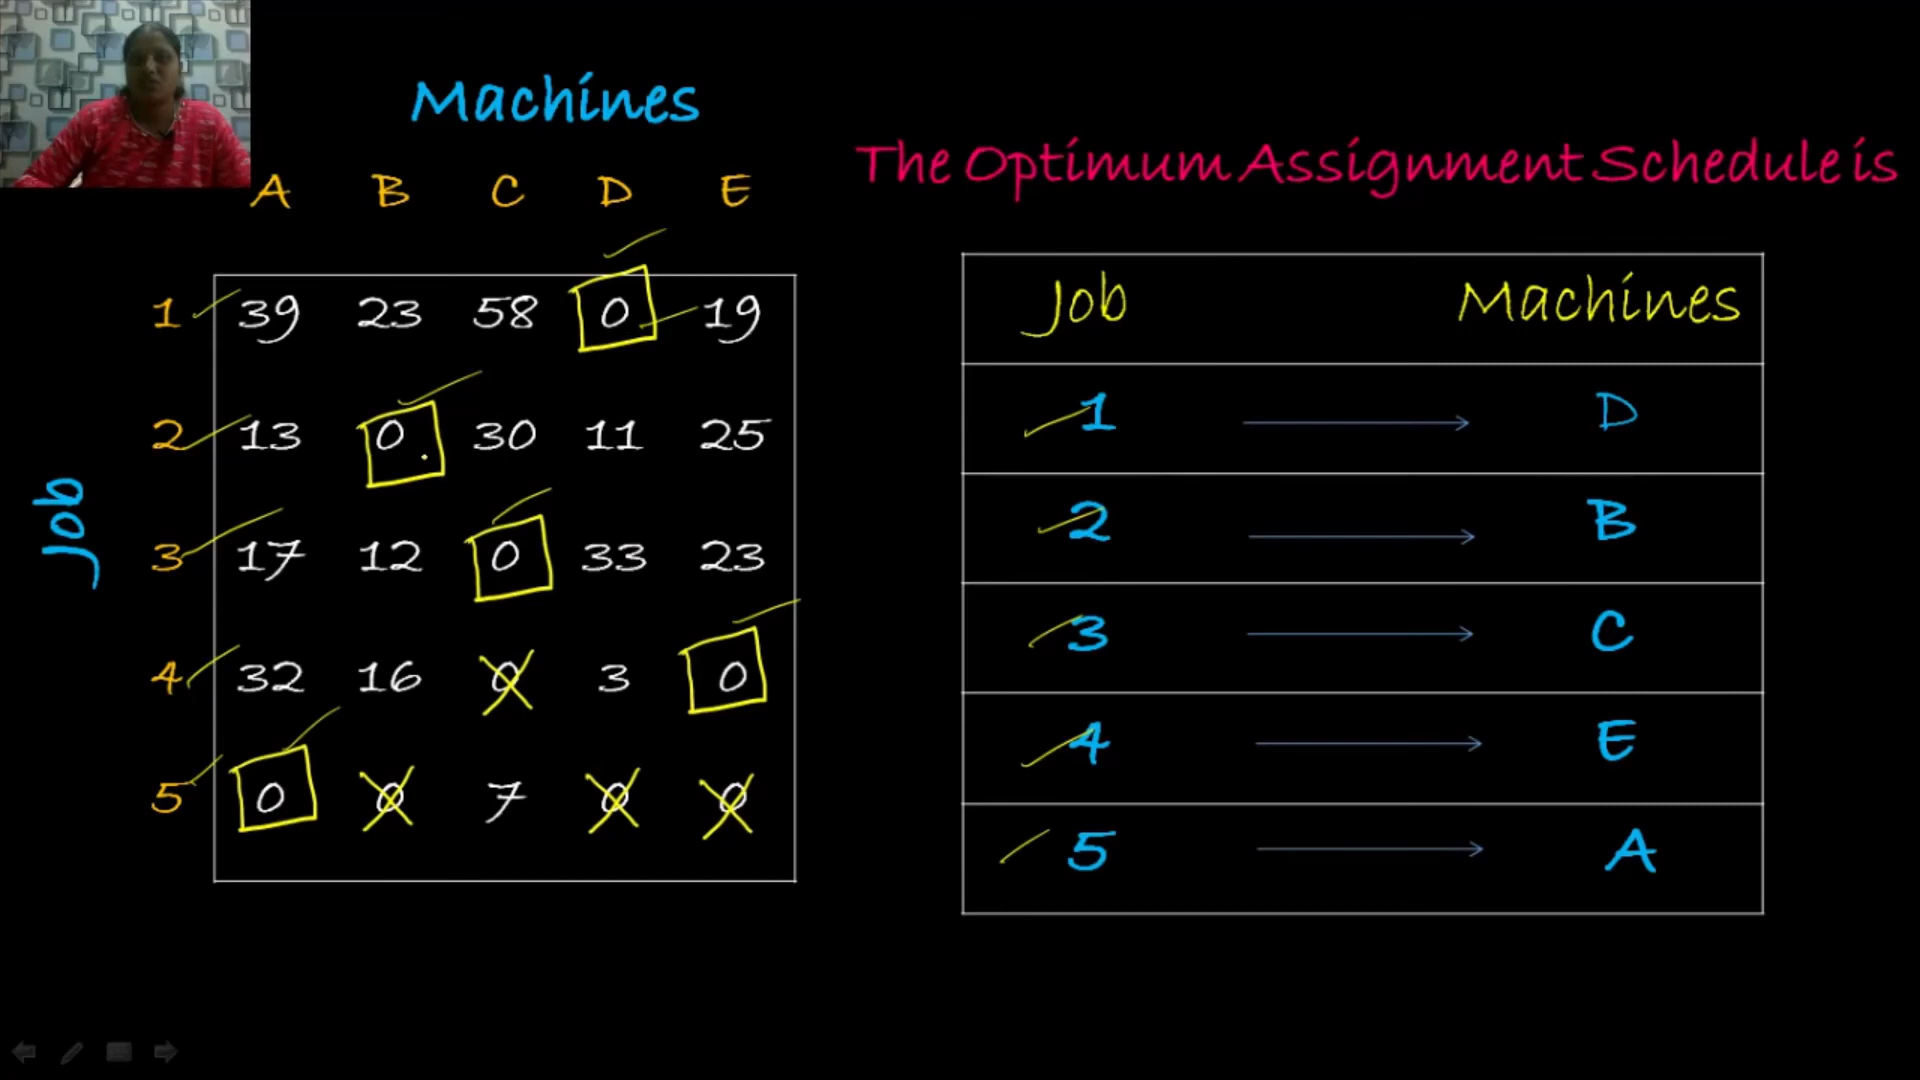 Machines
A B C D E
Job
1 39 23 58 0 19
2 13 0 30 11 25
3 17 12 0 33 23
4 32 16 0 3 0
5 0 0 7 0 0
The Optimum Assignment Schedule is
Job Machines
1 D
2 B
3 C
4 E
5 A